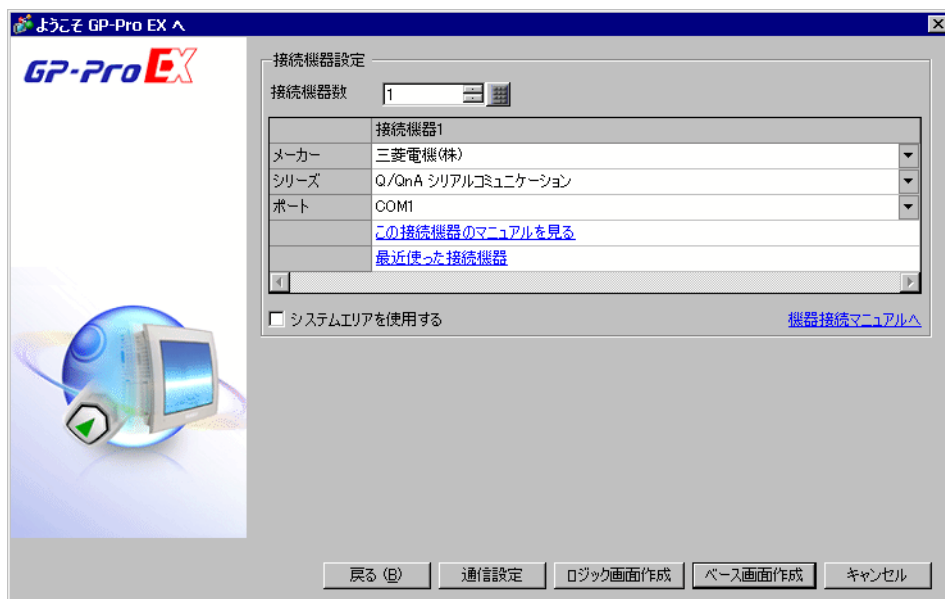 ようこそ GP-Pro EX へ
GP-Pro EX
接続機器設定
接続機器数 1
接続機器1
メーカー 三菱電機(株)
シリーズ Q/QnA シリアルコミュニケーション
ポート COM1
この接続機器のマニュアルを見る
最近使った接続機器
システムエリアを使用する 機器接続マニュアルへ
戻る (B) 通信設定 ロジック画面作成 ベース画面作成 キャンセル